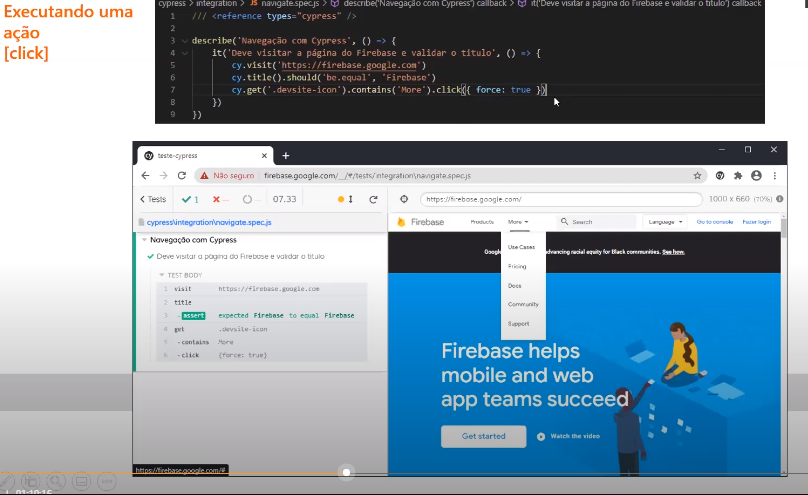 Executando uma
ação
[click]
cypress > integration > JS navigate.spec.js > describe('Navegação com Cypress') callback > it('Deve visitar a página do Firebase e validar o titulo') callback
1 /// <reference types="cypress" />
2
3 describe('Navegação com Cypress', () => {
4 it('Deve visitar a página do Firebase e validar o titulo', () => {
5 cy.visit('https://firebase.google.com')
6 cy.title().should('be.equal', 'Firebase')
7 cy.get('.devsite-icon').contains('More').click({ force: true })
8 })
9 })
cy teste-cypress
Não seguro firebase.google.com/__/#/tests/integration\navigate.spec.js
Tests 1 -- -- 07.33 https://firebase.google.com/ 1000 x 660 (70%)
cypress\integration\navigate.spec.js
Navegação com Cypress
Deve visitar a página do Firebase e validar o titulo
TEST BODY
1 visit https://firebase.google.com
2 title
3 - assert expected Firebase to equal Firebase
4 get .devsite-icon
5 - contains More
6 - click {force: true}
https://firebase.google.com/#
Firebase Products More Search Language Go to console Fazer login
Google advancing racial equity for Black communities. See how.
Use Cases
Pricing
Docs
Community
Support
Firebase helps
mobile and web
app teams succeed
Get started Watch the video